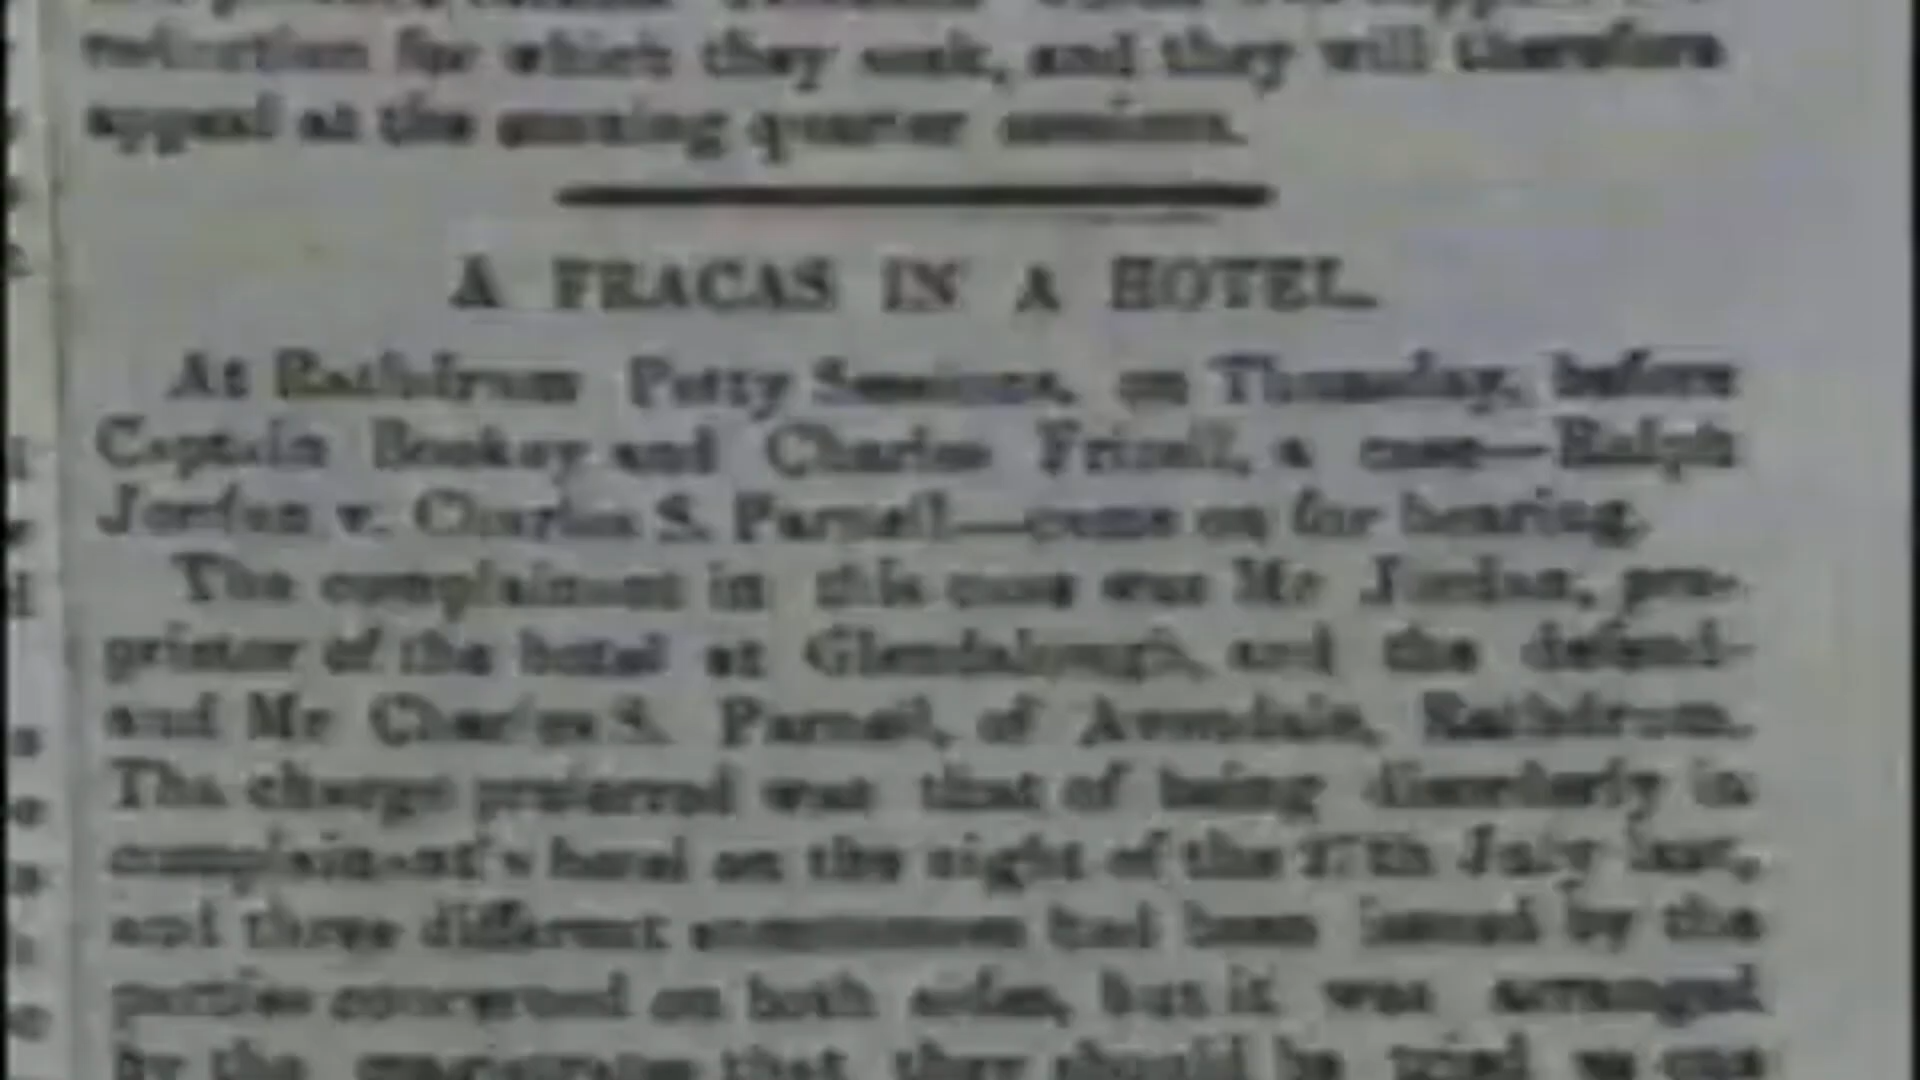 for which they seek, and they will therefore
appeal at the ensuing quarter sessions.
A FRACAS IN A HOTEL.
At Rathdrum Petty Sessions, on Thursday, before
Captain Bookey and Charles Frizell, a case—Ralph
Jordan v. Charles S. Parnell—came on for hearing.
The complainant in this case was Mr Jordan, pro-
prietor of the hotel at Glendalough, and the defend-
and Mr Charles S. Parnell, of Avondale, Rathdrum.
The charge preferred was that of being disorderly in
complainant's hotel on the night of the July last,
and three different summonses had been issued by the
parties concerned on both sides, but it was arranged
by the magistrates that they should be tried as one